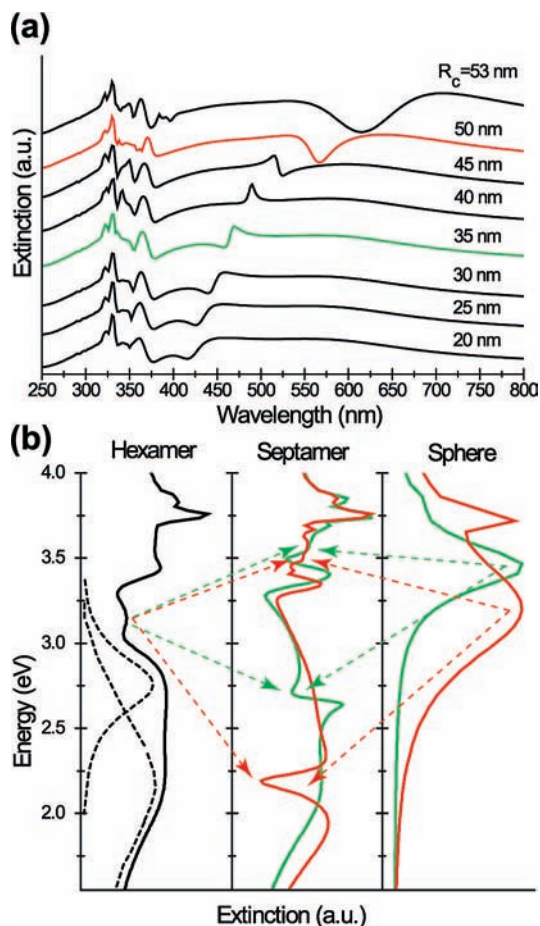 (a)
R_c=53 nm
50 nm
45 nm
40 nm
35 nm
30 nm
25 nm
20 nm
Extinction (a.u.)
250 300 350 400 450 500 550 600 650 700 750 800
Wavelength (nm)
(b)
Hexamer Septamer Sphere
4.0
3.5
3.0
2.5
2.0
Energy (eV)
Extinction (a.u.)